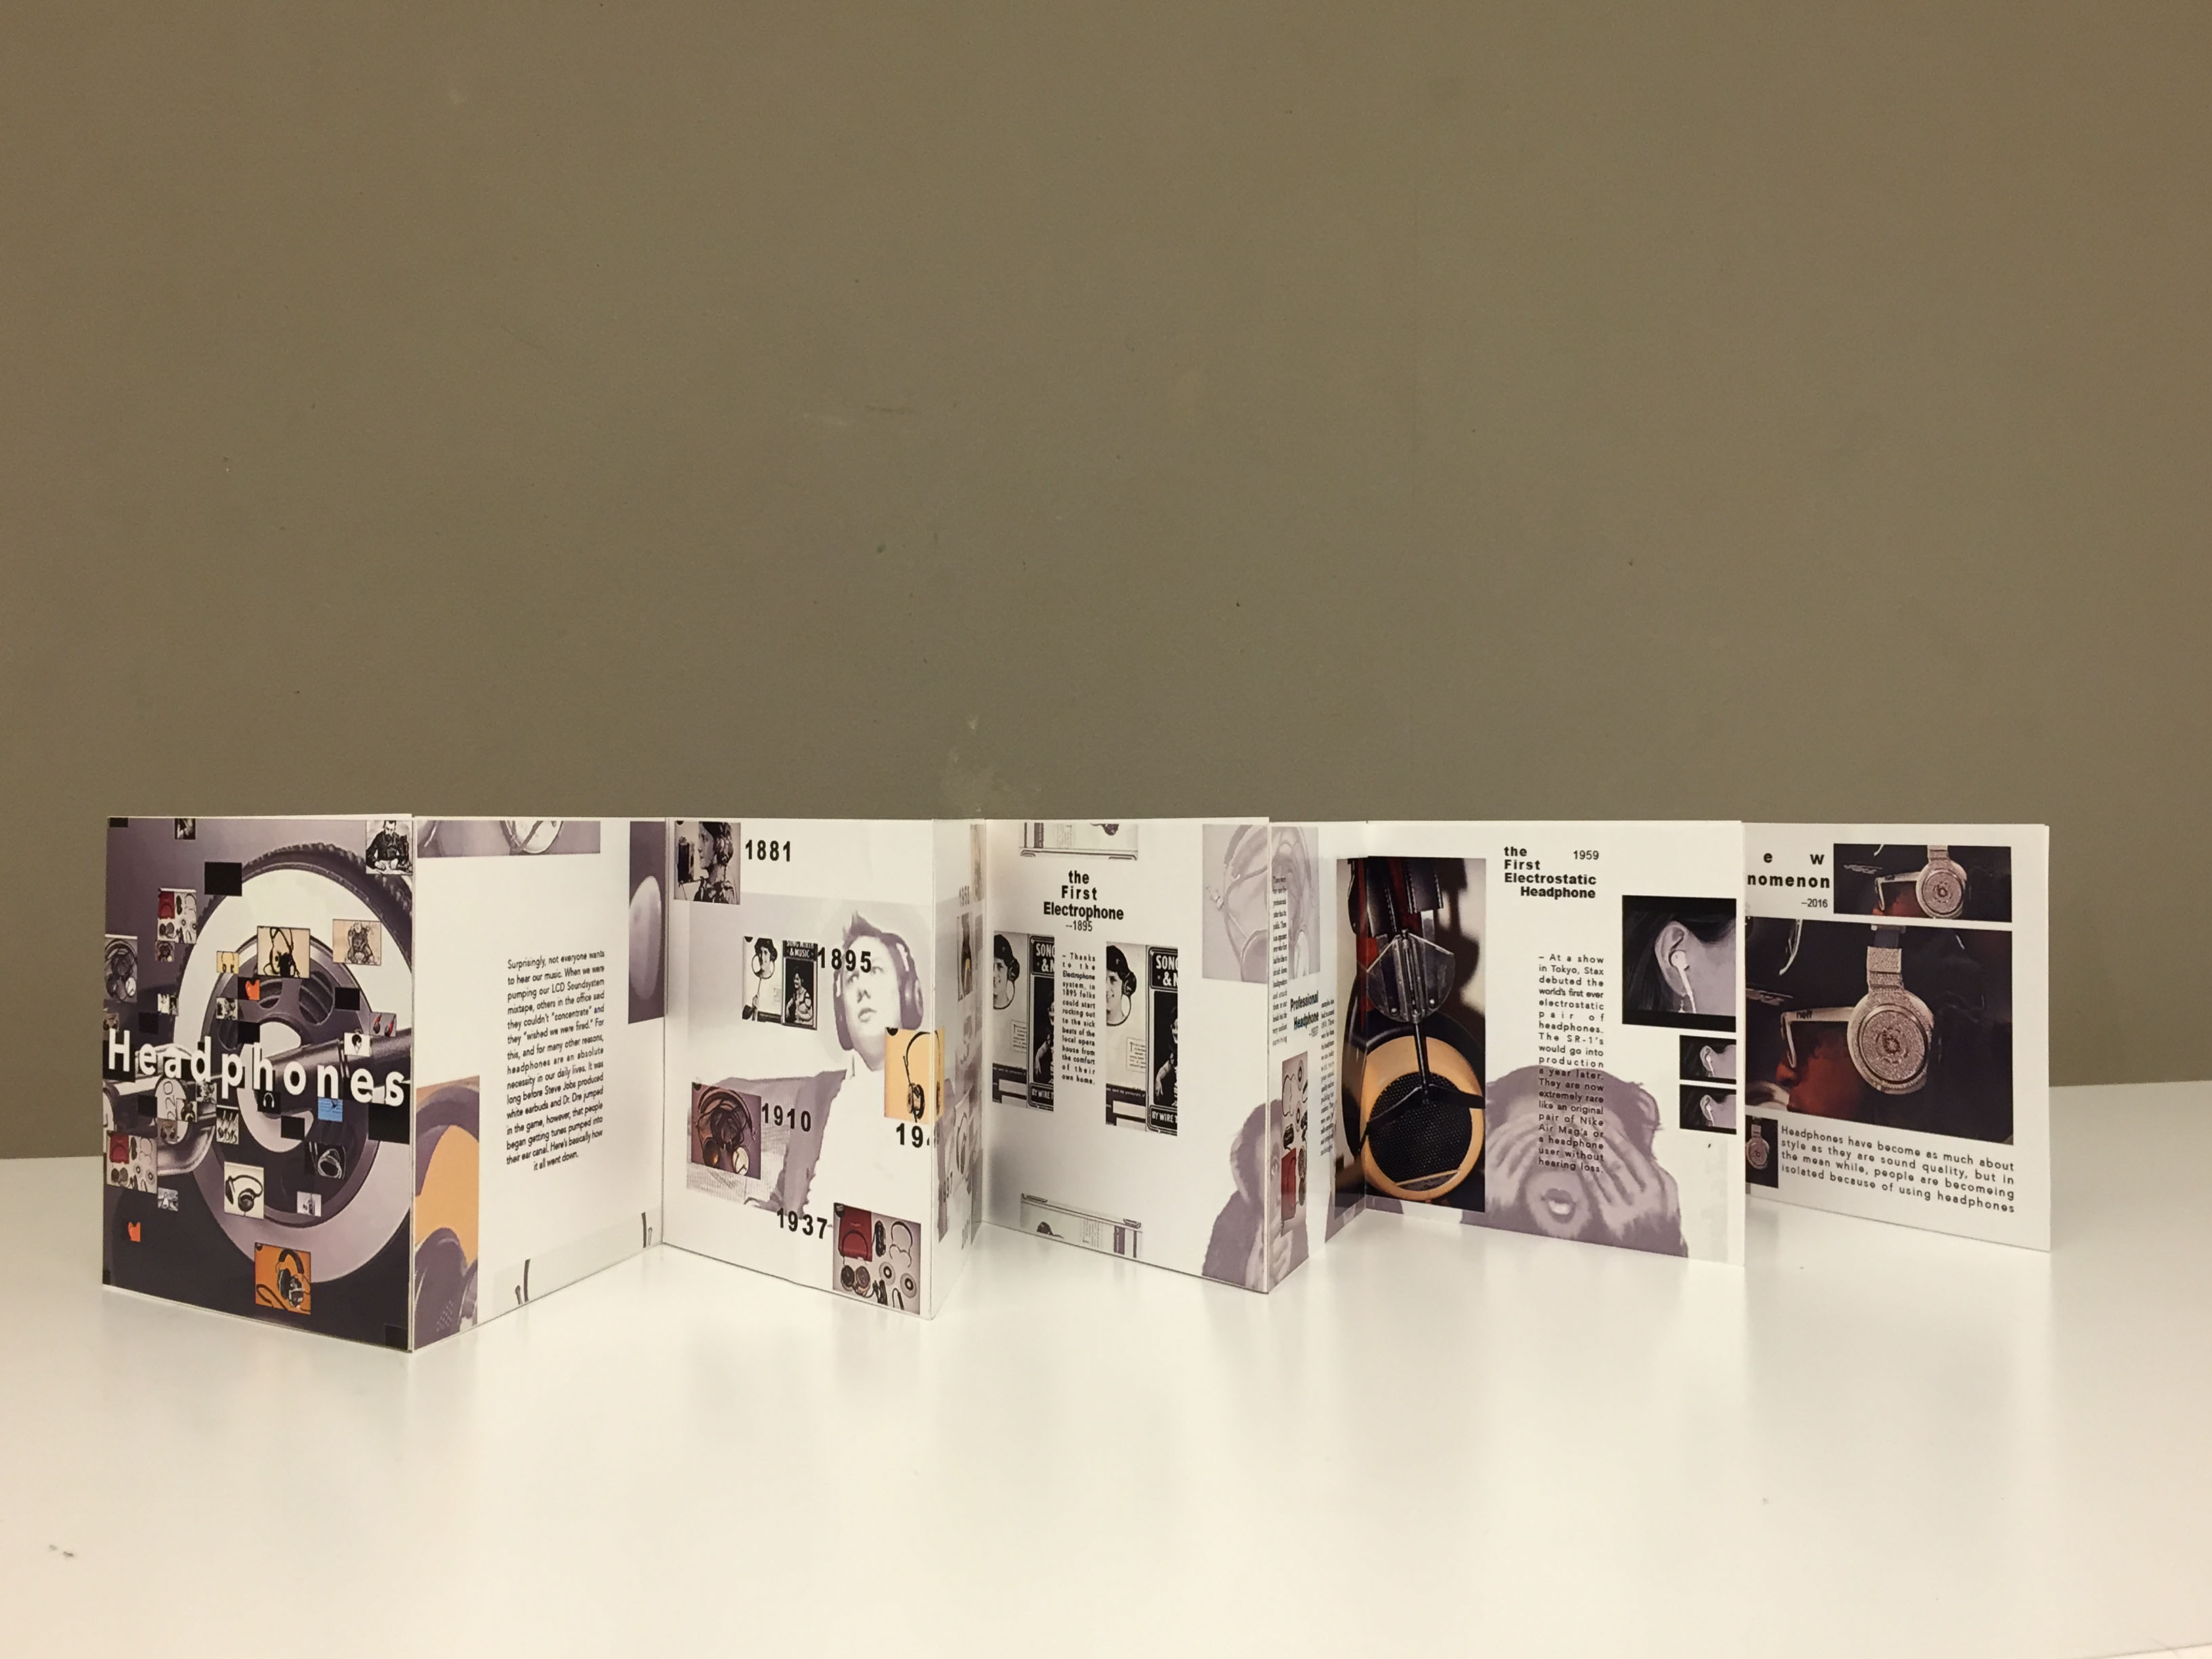 Headphones
220
Surprisingly, not everyone wants
to hear our music. When we were
pumping our LCD Soundsystem
mixtape, others in the office said
they couldn't "concentrate" and
they "wished we were fired." For
this, and for many other reasons,
headphones are an absolute
necessity in our daily lives. It was
long before Steve Jobs produced
white earbuds and Dr. Dre jumped
in the game, however, that people
began getting tunes pumped into
their ear canal. Here's basically how
it all went down.
1881
1895
1910
19
1937
the
First
Electrophone
--1895
– Thanks
to the
Electrophone
system, in
1895 folks
could start
rocking out
to the sick
beats of the
local opera
house from
the comfort
of their
own home.
SONG
BY WIRE
Professional
Headphone
the
First
Electrostatic
Headphone
1959
– At a show
in Tokyo, Stax
debuted the
world's first ever
electrostatic
pair of
headphones.
The SR-1's
would go into
production
a year later.
They are now
extremely rare
like an original
pair of Nike
Air Mag's or
a headphone
user without
hearing loss.
e w
nomenon
–2016
neff
Headphones have become as much about
style as they are sound quality, but in
the mean while, people are becomeing
isolated because of using headphones